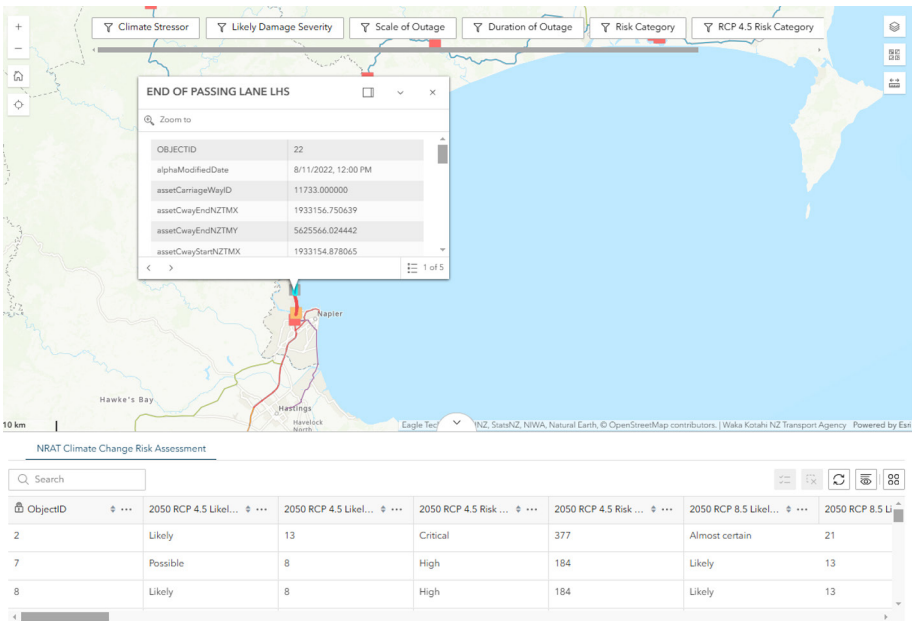 Climate Stressor
Likely Damage Severity
Scale of Outage
Duration of Outage
Risk Category
RCP 4.5 Risk Category
END OF PASSING LANE LHS
Zoom to
OBJECTID 22
alphaModifiedDate 8/11/2022, 12:00 PM
assetCarriageWayID 11733.000000
assetCwayEndNZTMX 1933156.750639
assetCwayEndNZTMY 5625566.024442
assetCwayStartNZTMX 1933154.878065
1 of 5
Napier
Hawke's Bay
Hastings
Havelock
North
10 km
Eagle Tec NZ, StatsNZ, NIWA, Natural Earth, © OpenStreetMap contributors. | Waka Kotahi NZ Transport Agency Powered by Esri
NRAT Climate Change Risk Assessment
Search
ObjectID 2050 RCP 4.5 Likel... 2050 RCP 4.5 Likel... 2050 RCP 4.5 Risk ... 2050 RCP 4.5 Risk ... 2050 RCP 8.5 Likel... 2050 RCP 8.5 Li
2 Likely 13 Critical 377 Almost certain 21
7 Possible 8 High 184 Likely 13
8 Likely 8 High 184 Likely 13